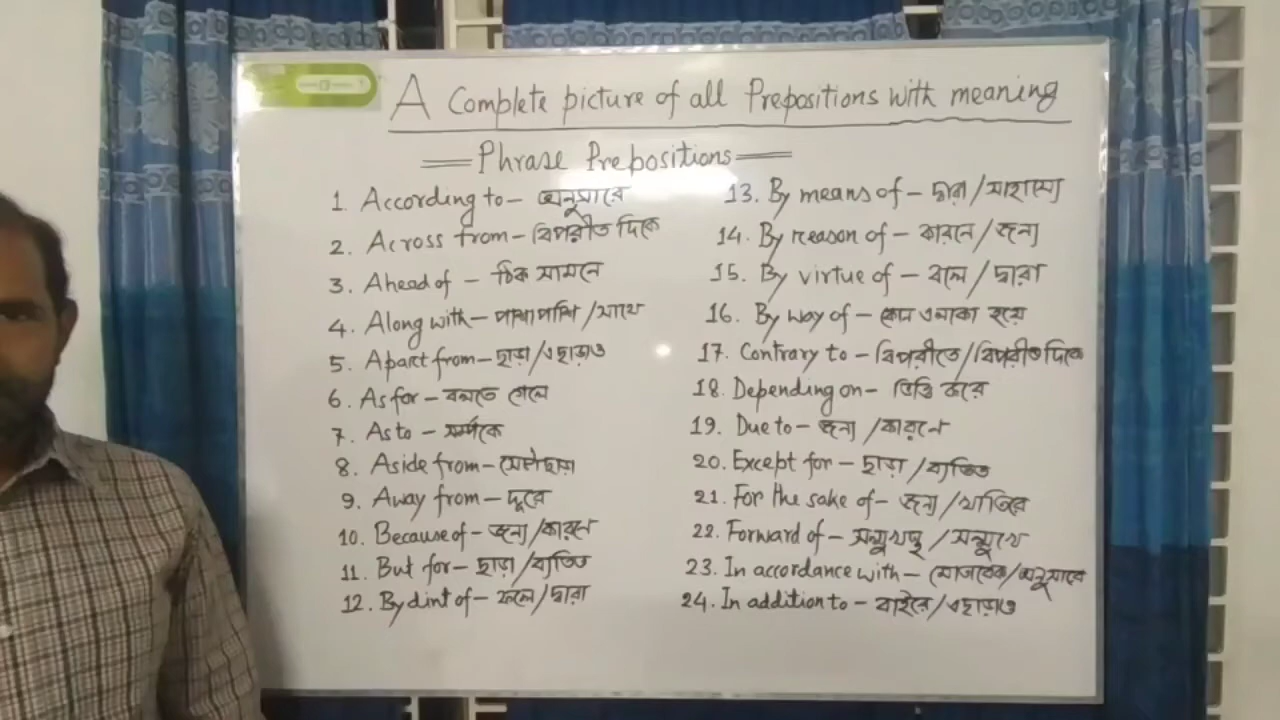 A Complete picture of all Prepositions with meaning
Phrase Prepositions
1. According to – অনুসারে
2. Across from – বিপরীত দিকে
3. Ahead of – ঠিক সামনে
4. Along with – পাশাপাশি / সাথে
5. Apart from – ছাড়া / এছাড়াও
6. As for – বলতে গেলে
7. As to – সম্পর্কে
8. Aside from –
9. Away from – দূরে
10. Because of – জন্য / কারনে
11. But for – ছাড়া / ব্যতিত
12. By dint of – ফলে / দ্বারা
13. By means of – দ্বারা / সাহায্যে
14. By reason of – কারনে / জন্য
15. By virtue of – বলে / দ্বারা
16. By way of – কোন এলাকা হয়ে
17. Contrary to – বিপরীতে / বিপরীত দিকে
18. Depending on – ভিত্তি করে
19. Due to – জন্য / কারনে
20. Except for – ছাড়া / ব্যতিত
21. For the sake of – জন্য / খাতিরে
22. Forward of – / সম্মুখে
23. In accordance with – মোতাবেক / অনুসারে
24. In addition to – বাইরে / এছাড়াও